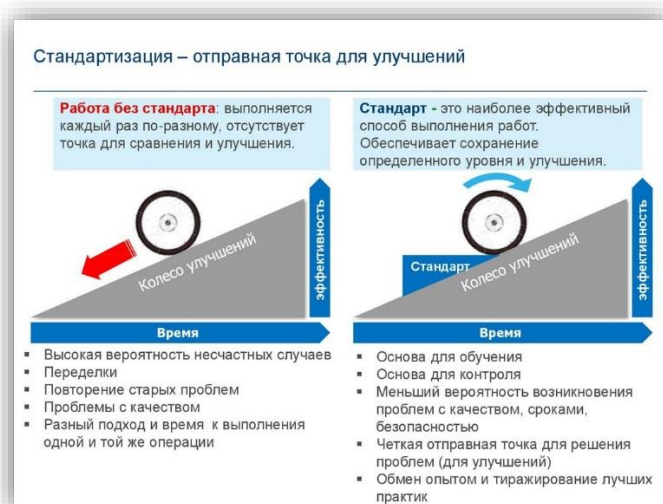 Стандартизация – отправная точка для улучшений
Работа без стандарта: выполняется
каждый раз по-разному, отсутствует
точка для сравнения и улучшения.
Колесо улучшений
эффективность
Время
Высокая вероятность несчастных случаев
Переделки
Повторение старых проблем
Проблемы с качеством
Разный подход и время к выполнения
одной и той же операции
Стандарт - это наиболее эффективный
способ выполнения работ.
Обеспечивает сохранение
определенного уровня и улучшения.
Стандарт
Колесо улучшений
эффективность
Время
Основа для обучения
Основа для контроля
Меньший вероятность возникновения
проблем с качеством, сроками,
безопасностью
Четкая отправная точка для решения
проблем (для улучшений)
Обмен опытом и тиражирование лучших
практик